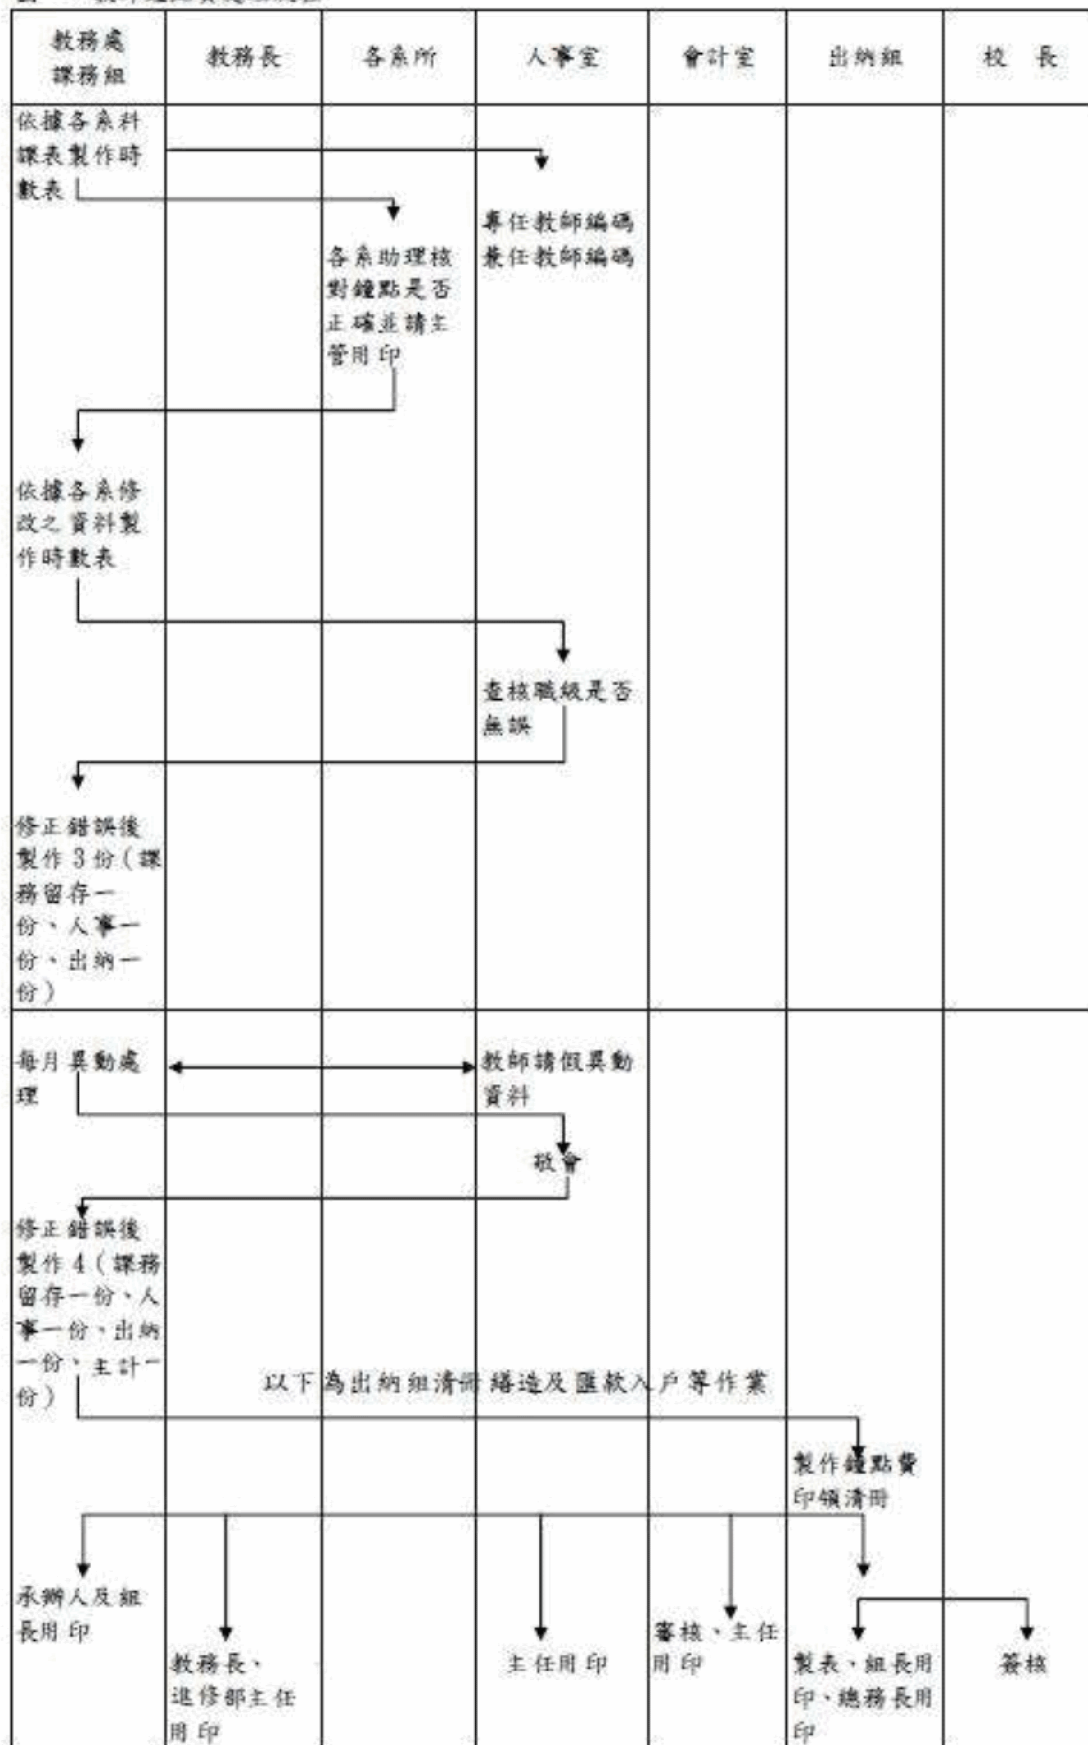 教務處
課務組
教務長
各系所
人事室
會計室
出納組
校 長
依據各系科
課表製作時
數表
專任教師編碼
兼任教師編碼
各系助理核
對鐘點是否
正確並請主
管用印
依據各系修
改之資料製
作時數表
查核職級是否
無誤
修正錯誤後
製作 3 份(課
務留存一
份、人事一
份、出納一
份)
每月異動處
理
教師請假異動
資料
敬會
修正錯誤後
製作 4(課務
留存一份、人
事一份、出納
一份、主計一
份)
以下為出納組清冊繕造及匯款入戶等作業
製作鐘點費
印領清冊
承辦人及組
長用印
教務長、
進修部主任
用印
主任用印
審核、主任
用印
製表、組長用
印、總務長用
印
簽核